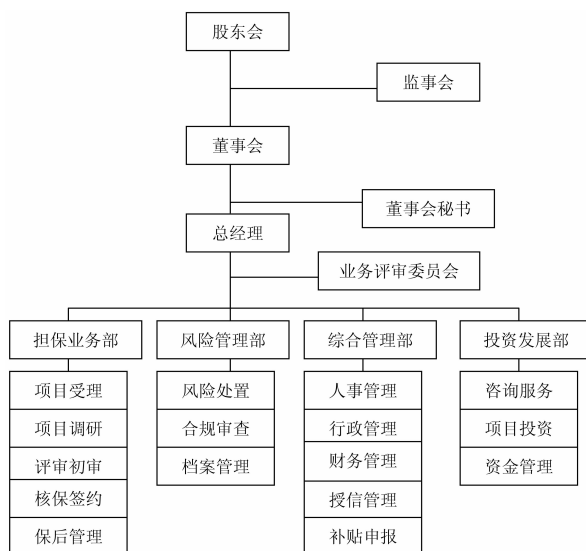 股东会
监事会
董事会
董事会秘书
总经理
业务评审委员会
担保业务部
风险管理部
综合管理部
投资发展部
项目受理
项目调研
评审初审
核保签约
保后管理
风险处置
合规审查
档案管理
人事管理
行政管理
财务管理
授信管理
补贴申报
咨询服务
项目投资
资金管理